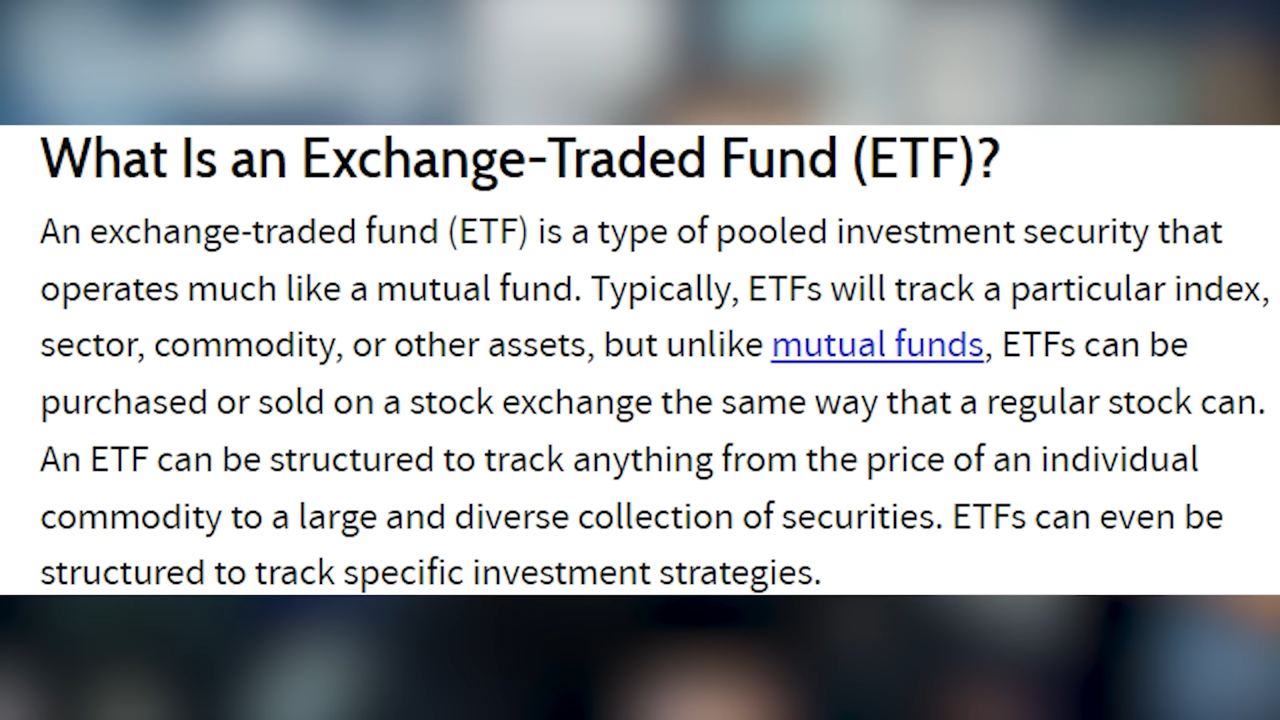 What Is an Exchange-Traded Fund (ETF)?
An exchange-traded fund (ETF) is a type of pooled investment security that
operates much like a mutual fund. Typically, ETFs will track a particular index,
sector, commodity, or other assets, but unlike mutual funds, ETFs can be
purchased or sold on a stock exchange the same way that a regular stock can.
An ETF can be structured to track anything from the price of an individual
commodity to a large and diverse collection of securities. ETFs can even be
structured to track specific investment strategies.